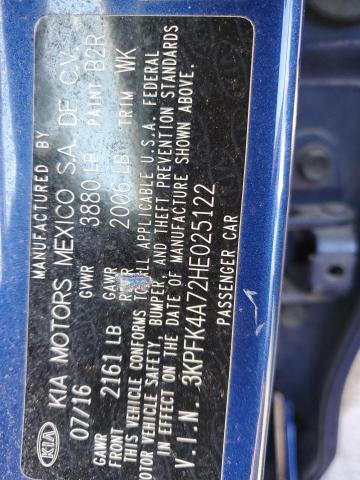 MANUFACTURED BY
KIA KIA MOTORS MEXICO S.A. DE C.V.
07/16 GVWR 3880 LB PAINT B2R
GAWR FRONT 2161 LB GAWR 2006 LB TRIM WK
THIS VEHICLE CONFORMS TO ALL APPLICABLE U.S.A. FEDERAL
MOTOR VEHICLE SAFETY, BUMPER, AND THEFT PREVENTION STANDARDS
IN EFFECT ON THE DATE OF MANUFACTURE SHOWN ABOVE.
V.I.N. 3KPFK4A72HE025122
PASSENGER CAR